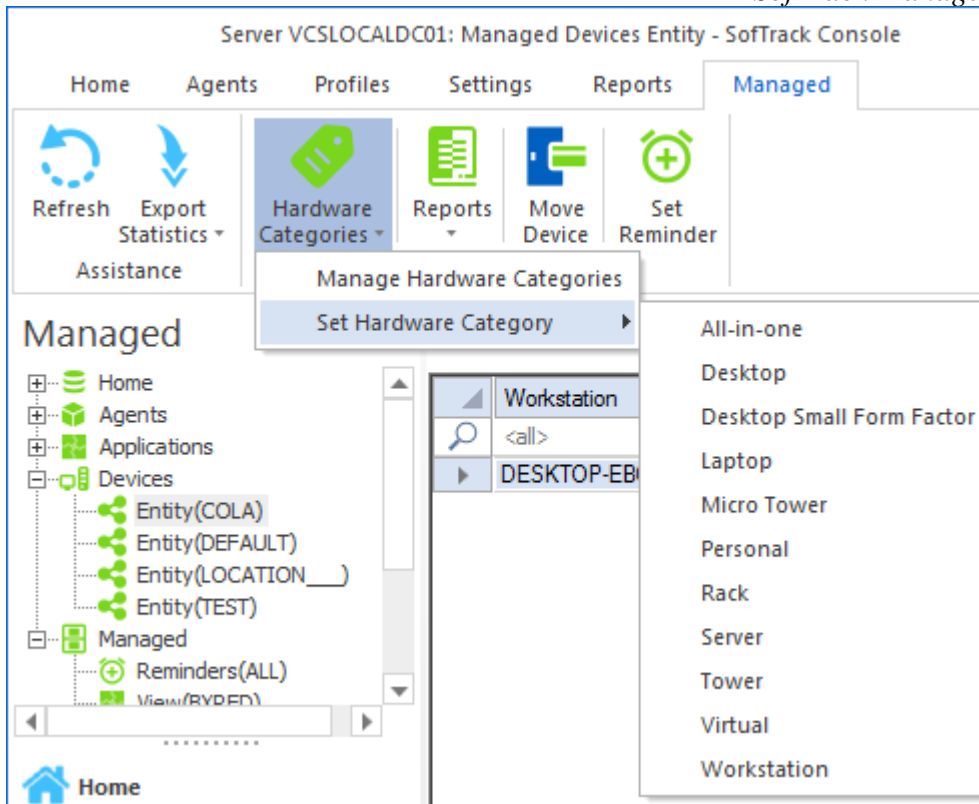 Server VCSLOCALDC01: Managed Devices Entity - SofTrack Console
Home Agents Profiles Settings Reports Managed
Refresh Export Statistics Hardware Categories Reports Move Device Set Reminder
Assistance
Manage Hardware Categories
Set Hardware Category
All-in-one
Desktop
Desktop Small Form Factor
Laptop
Micro Tower
Personal
Rack
Server
Tower
Virtual
Workstation
Managed
Home
Agents
Applications
Devices
Entity(COLA)
Entity(DEFAULT)
Entity(LOCATION___)
Entity(TEST)
Managed
Reminders(ALL)
Workstation
<all>
DESKTOP-EB
Home